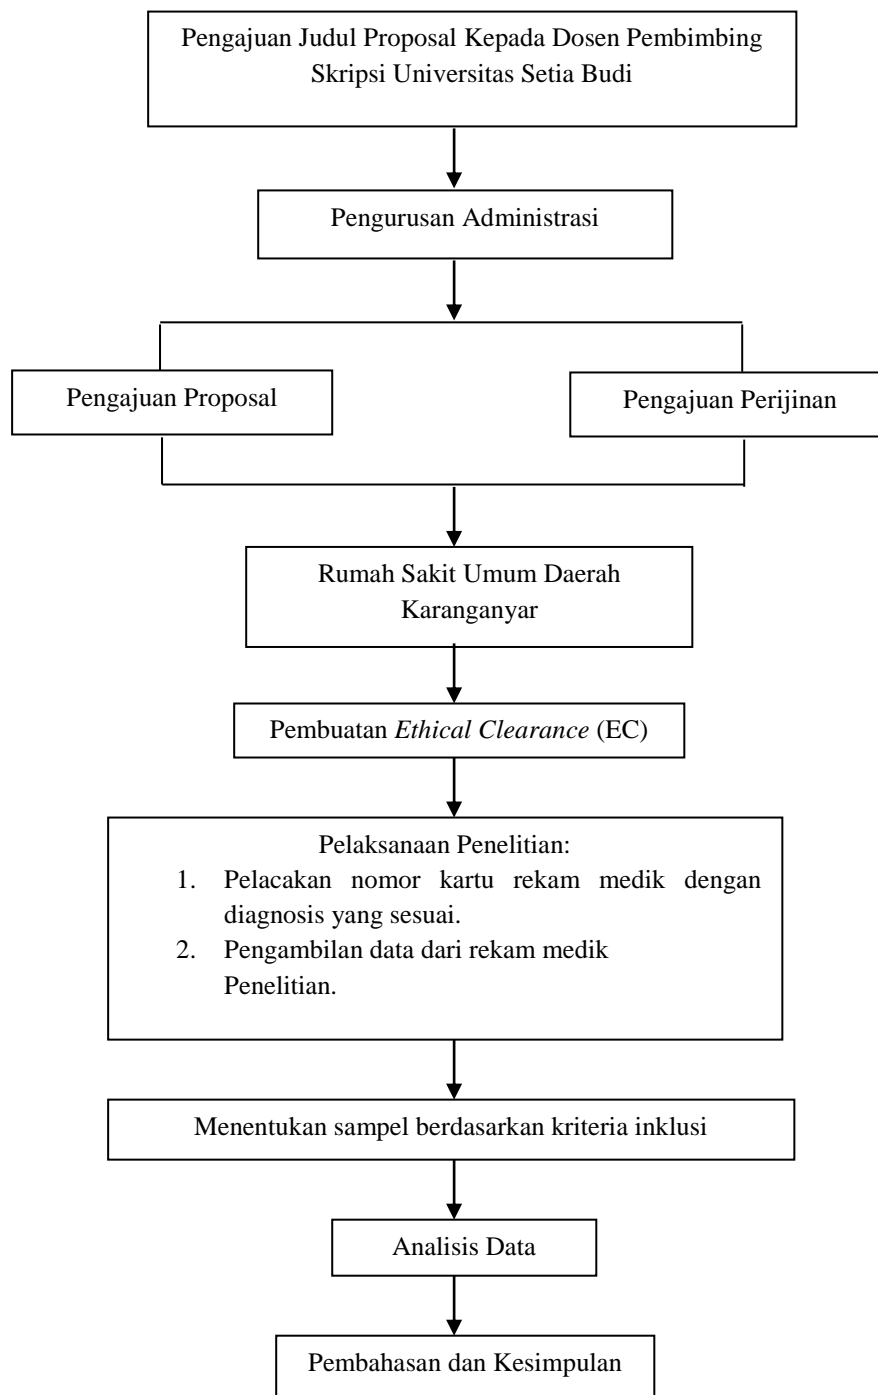 Pengajuan Judul Proposal Kepada Dosen Pembimbing
Skripsi Universitas Setia Budi
Pengurusan Administrasi
Pengajuan Proposal
Pengajuan Perijinan
Rumah Sakit Umum Daerah
Karanganyar
Pembuatan Ethical Clearance (EC)
Pelaksanaan Penelitian:
1. Pelacakan nomor kartu rekam medik dengan
diagnosis yang sesuai.
2. Pengambilan data dari rekam medik
Penelitian.
Menentukan sampel berdasarkan kriteria inklusi
Analisis Data
Pembahasan dan Kesimpulan